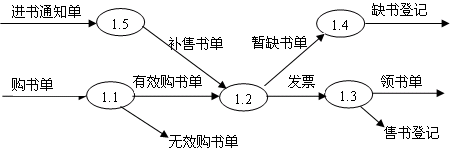 进书通知单
1.5
补售书单
暂缺书单
1.4
缺书登记
购书单
1.1
有效购书单
1.2
发票
1.3
领书单
无效购书单
售书登记